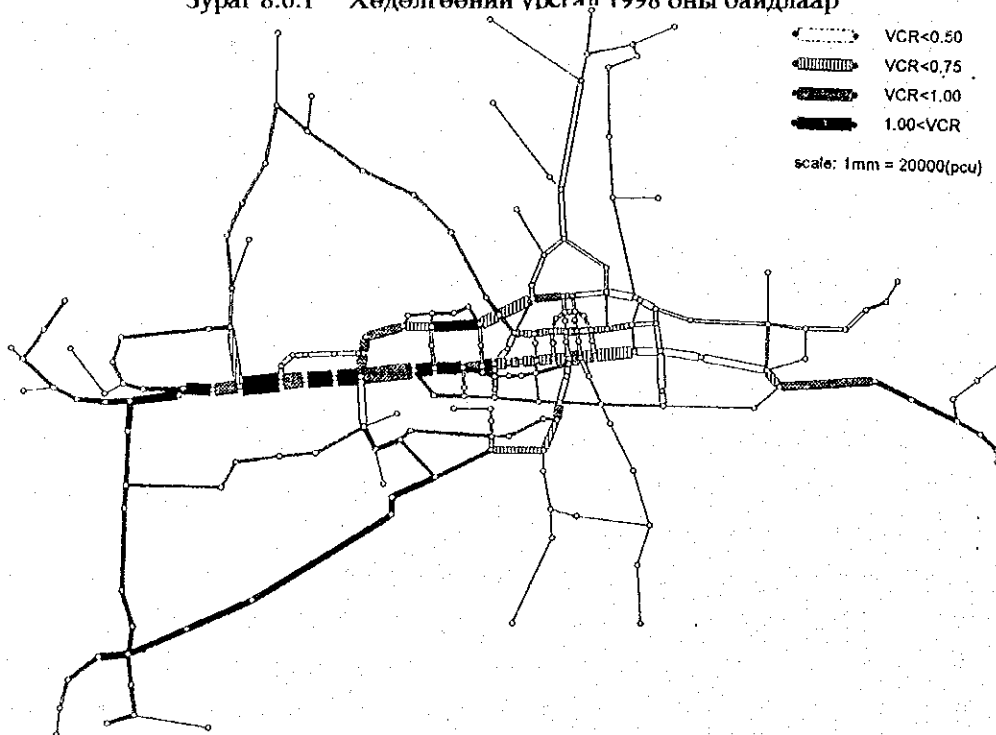 Зураг 8.6.1 Хөдөлгөөний урсгал 1998 оны байдлаар
VCR<0.50
VCR<0.75
VCR<1.00
1.00<VCR
scale: 1mm = 20000(pcu)